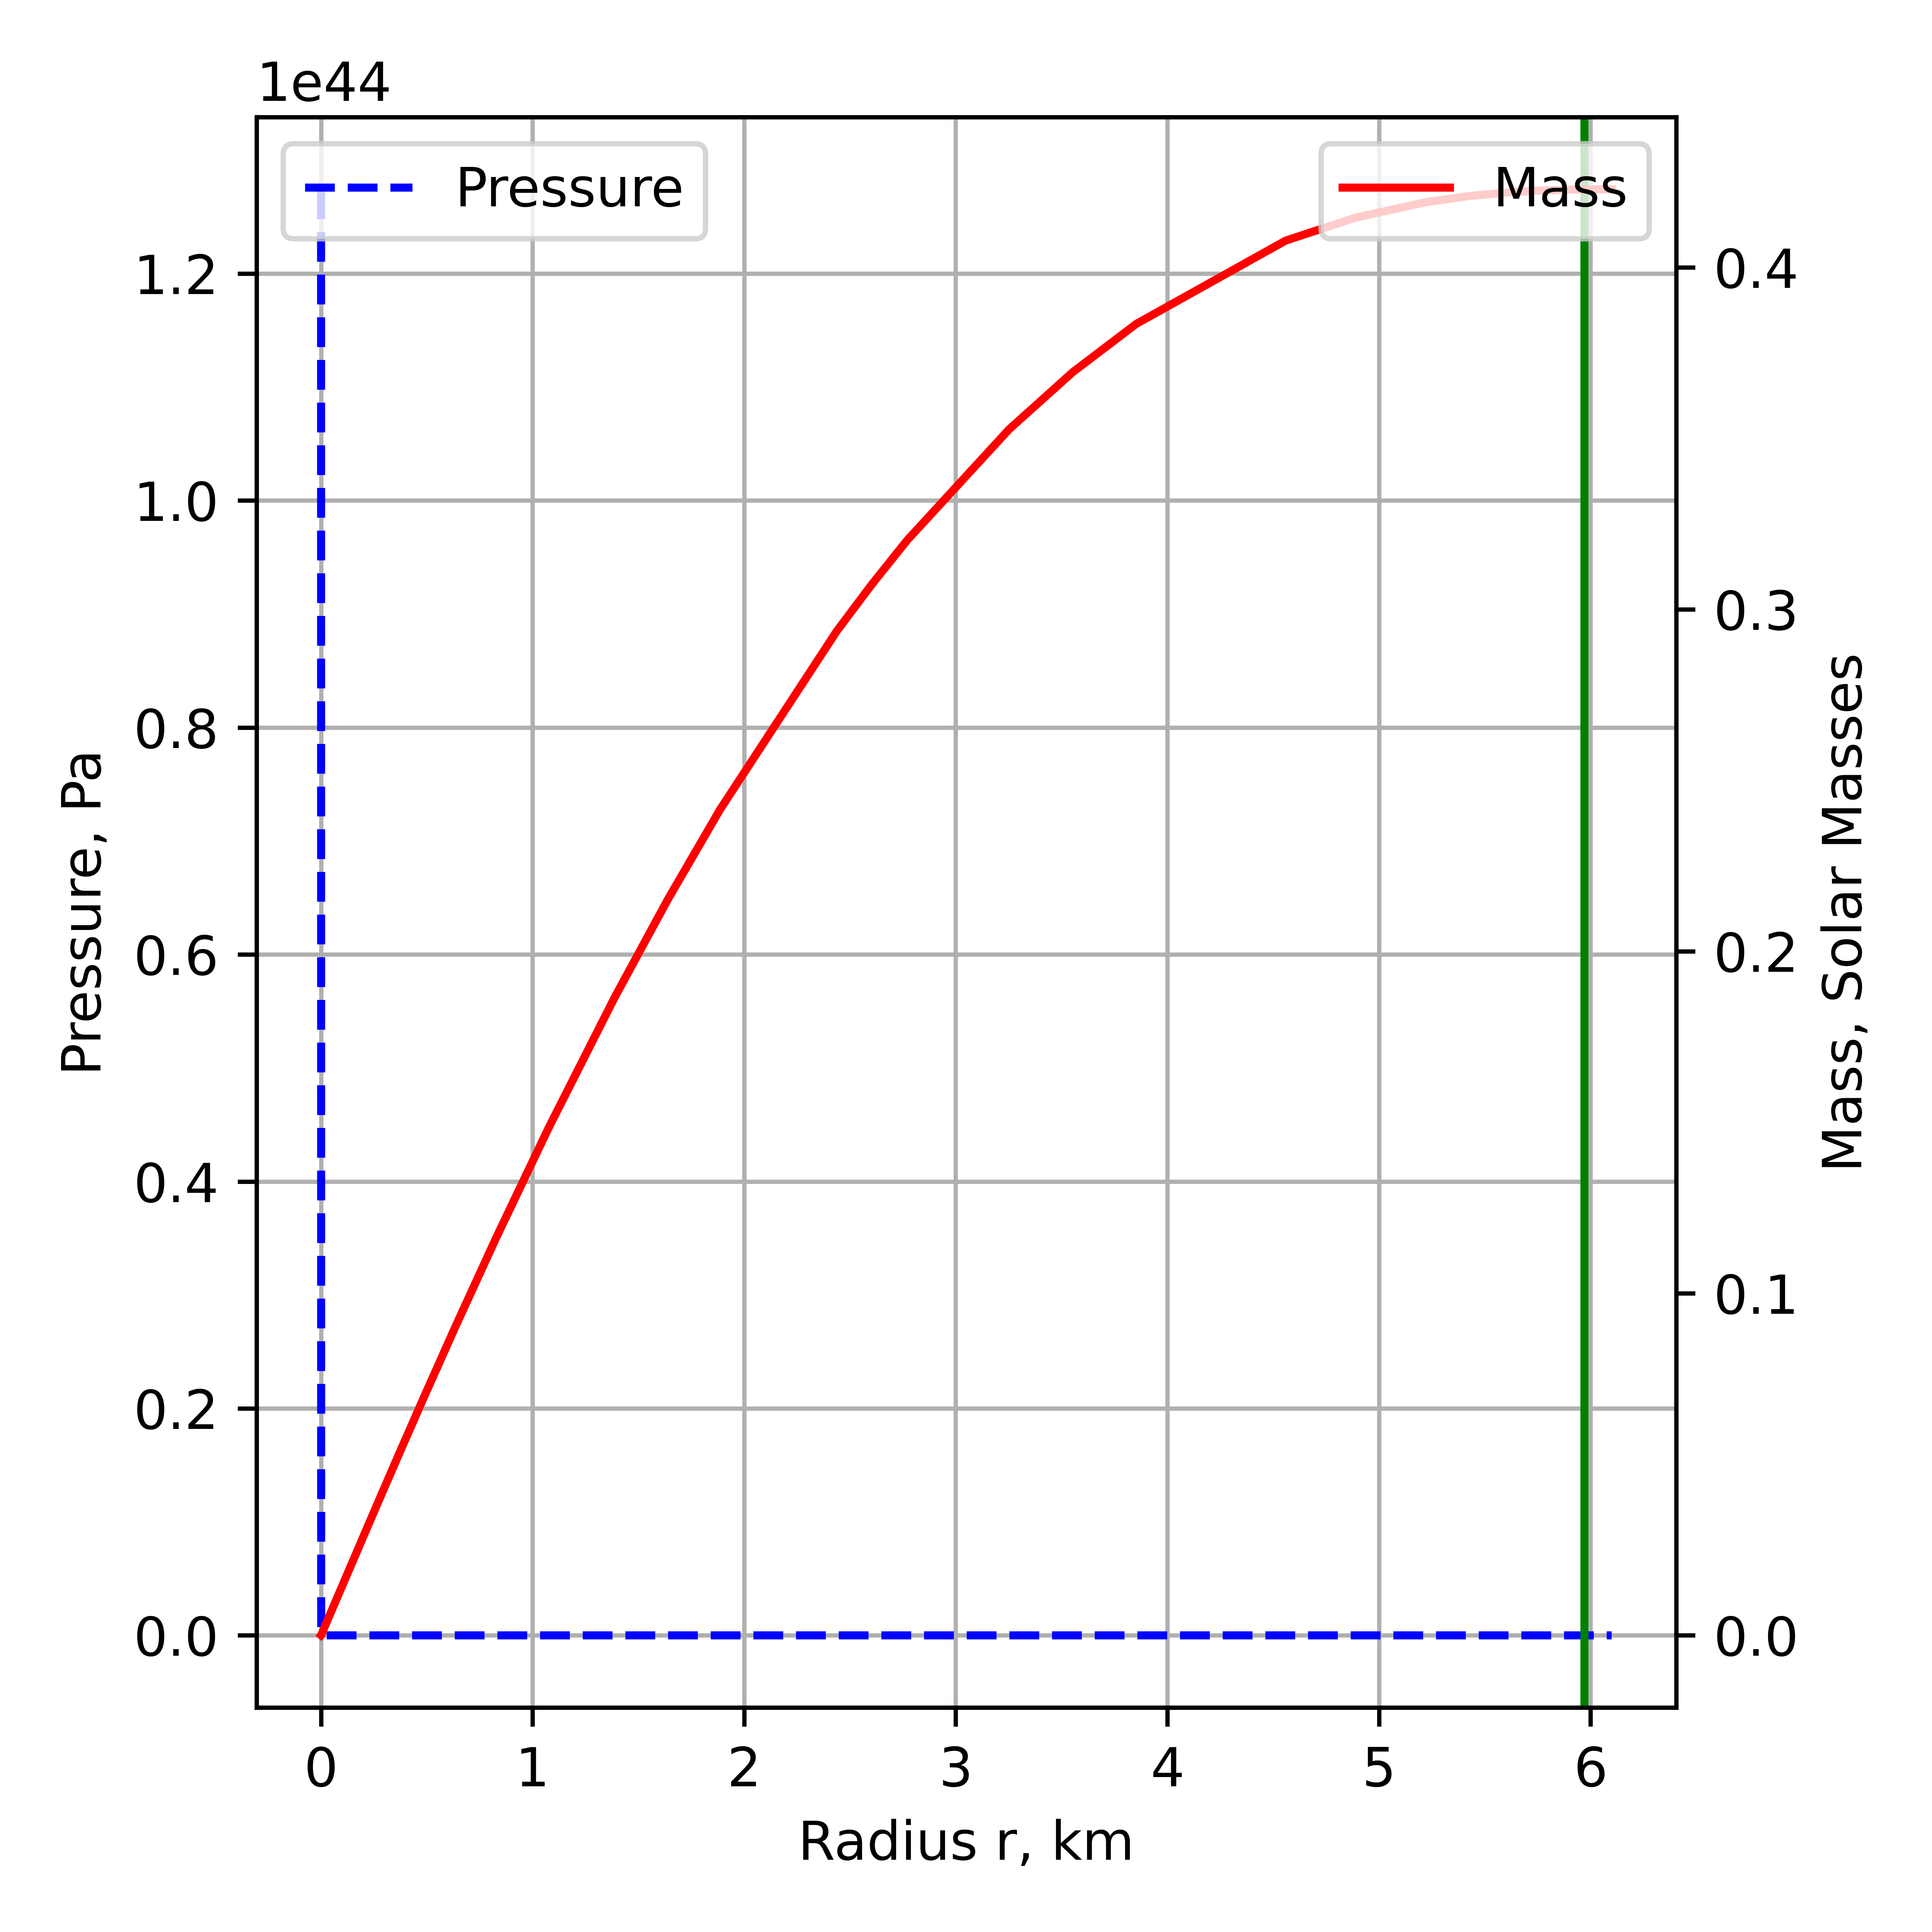 1e44
Pressure
Mass
1.2
1.0
0.8
0.6
0.4
0.2
0.0
Pressure, Pa
0.4
0.3
0.2
0.1
0.0
Mass, Solar Masses
0 1 2 3 4 5 6
Radius r, km